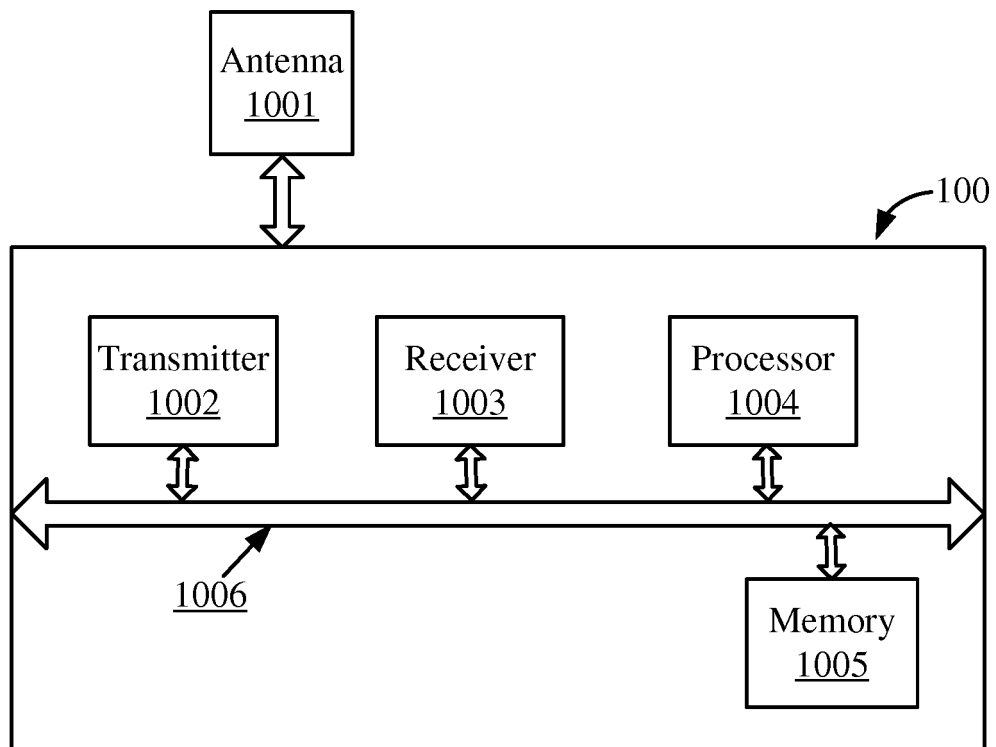 Antenna
1001
100
Transmitter
1002
Receiver
1003
Processor
1004
1006
Memory
1005